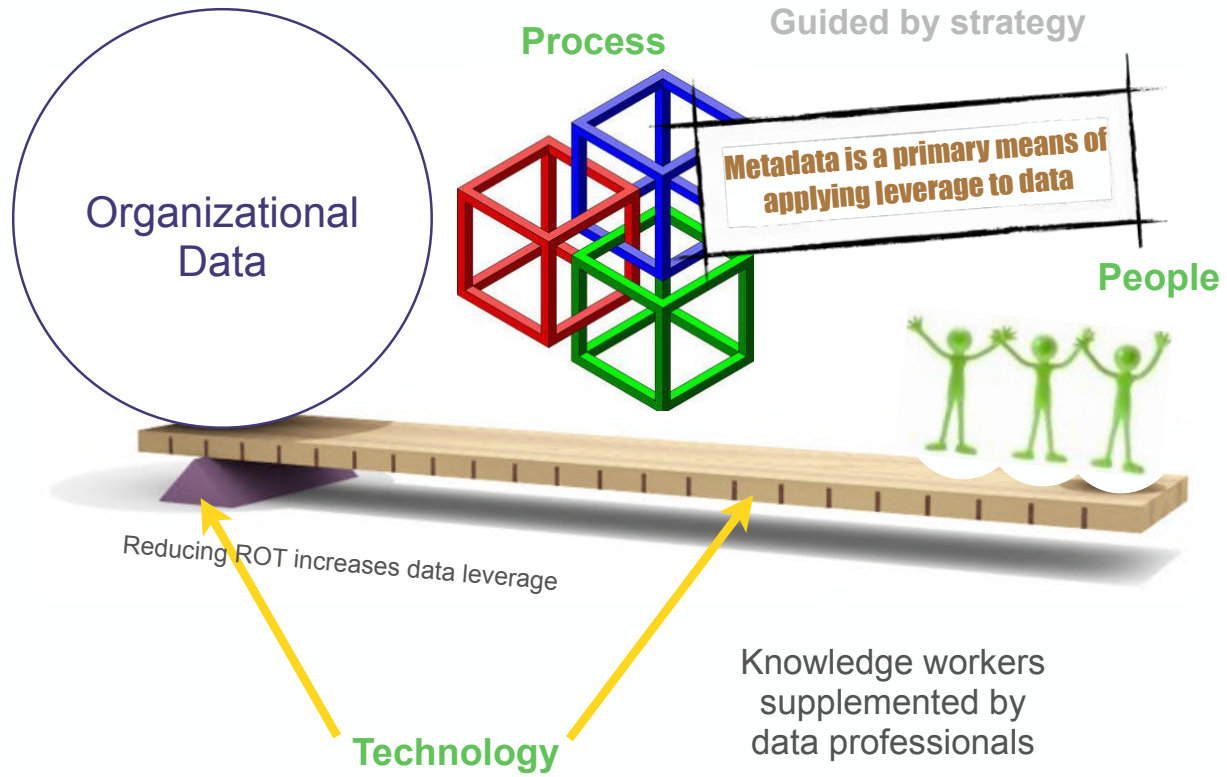 Guided by strategy
Process
Metadata is a primary means of
applying leverage to data
Organizational
Data
People
Reducing ROT increases data leverage
Knowledge workers
supplemented by
data professionals
Technology